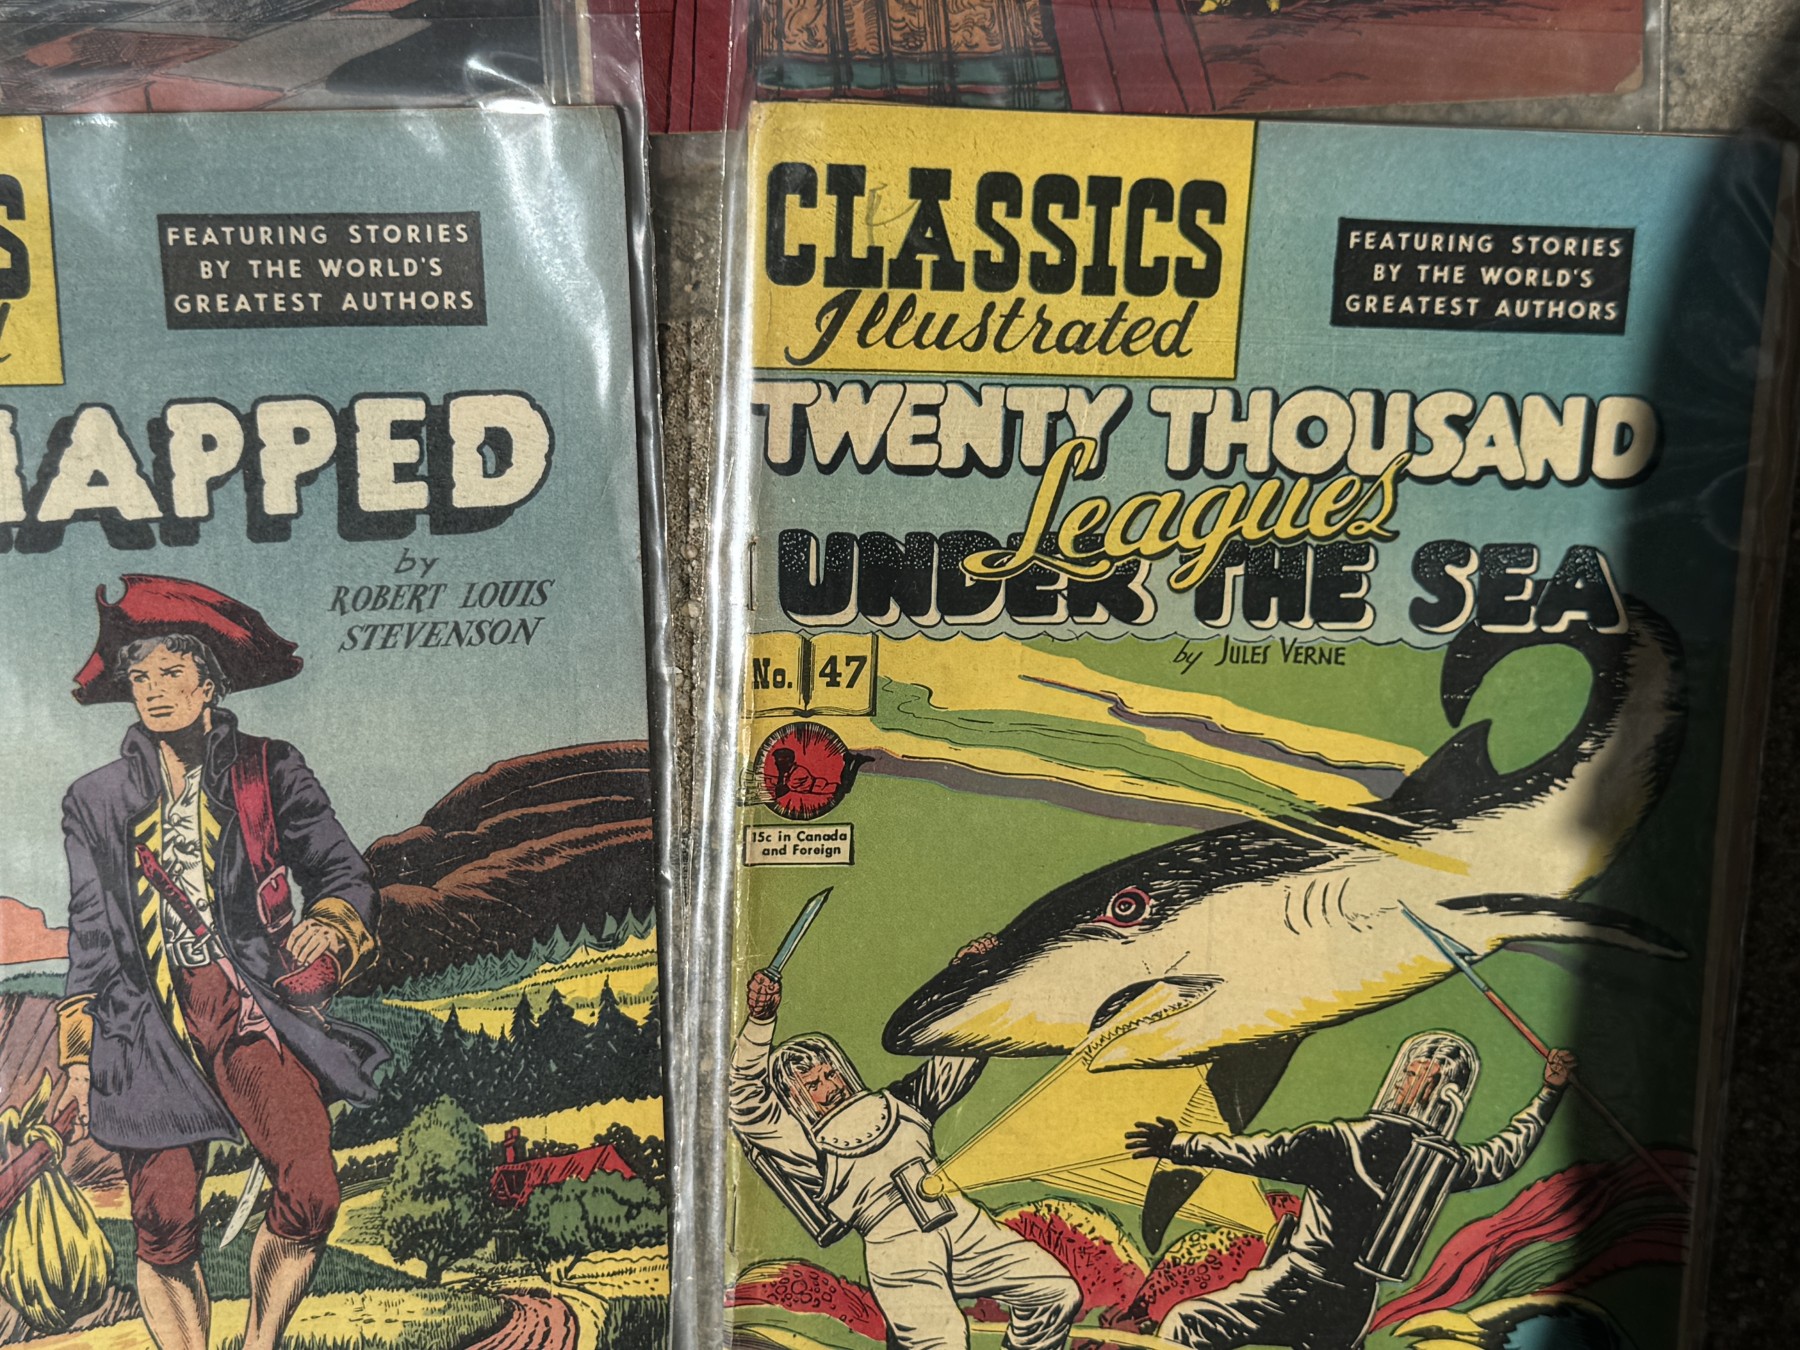 FEATURING STORIES
BY THE WORLD'S
GREATEST AUTHORS
by
ROBERT LOUIS
STEVENSON
CLASSICS
Illustrated
FEATURING STORIES
BY THE WORLD'S
GREATEST AUTHORS
TWENTY THOUSAND
Leagues
UNDER THE SEA
by JULES VERNE
No. 47
15c in Canada
and Foreign